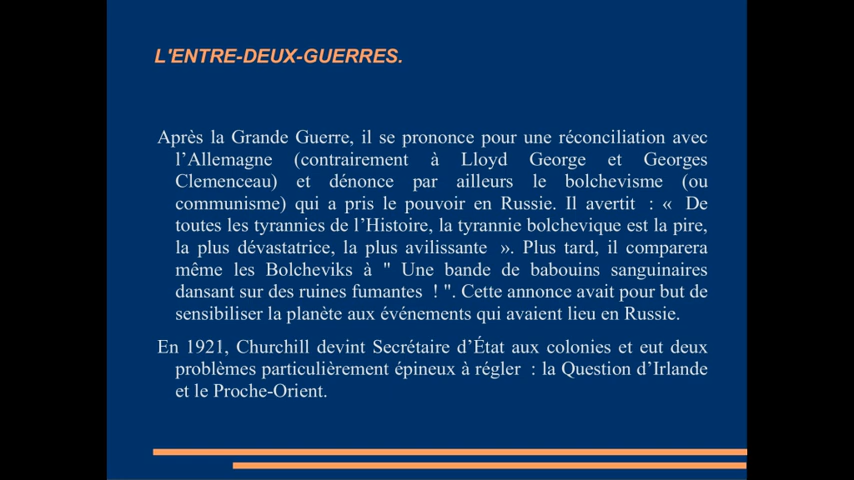 L'ENTRE-DEUX-GUERRES.
Après la Grande Guerre, il se prononce pour une réconciliation avec
l’Allemagne (contrairement à Lloyd George et Georges
Clemenceau) et dénonce par ailleurs le bolchevisme (ou
communisme) qui a pris le pouvoir en Russie. Il avertit : « De
toutes les tyrannies de l’Histoire, la tyrannie bolchevique est la pire,
la plus dévastatrice, la plus avilissante ». Plus tard, il comparera
même les Bolcheviks à " Une bande de babouins sanguinaires
dansant sur des ruines fumantes ! ". Cette annonce avait pour but de
sensibiliser la planète aux événements qui avaient lieu en Russie.
En 1921, Churchill devint Secrétaire d’État aux colonies et eut deux
problèmes particulièrement épineux à régler : la Question d’Irlande
et le Proche-Orient.